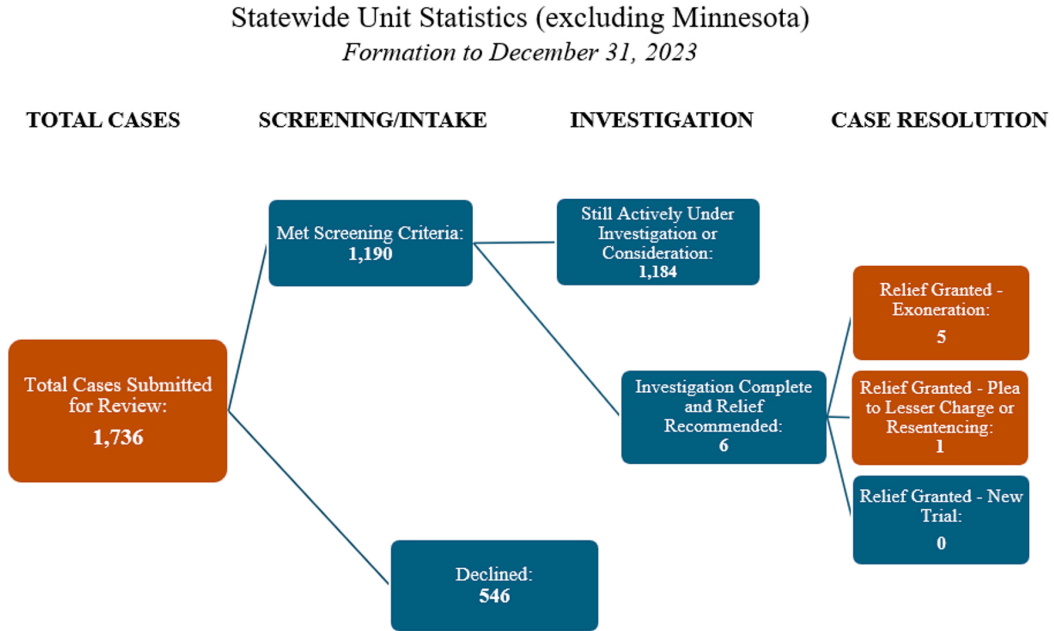 Statewide Unit Statistics (excluding Minnesota)
Formation to December 31, 2023
TOTAL CASES
SCREENING/INTAKE
INVESTIGATION
CASE RESOLUTION
Total Cases Submitted
for Review:
1,736
Met Screening Criteria:
1,190
Declined:
546
Still Actively Under
Investigation or
Consideration:
1,184
Investigation Complete
and Relief
Recommended:
6
Relief Granted -
Exoneration:
5
Relief Granted - Plea
to Lesser Charge or
Resentencing:
1
Relief Granted - New
Trial:
0